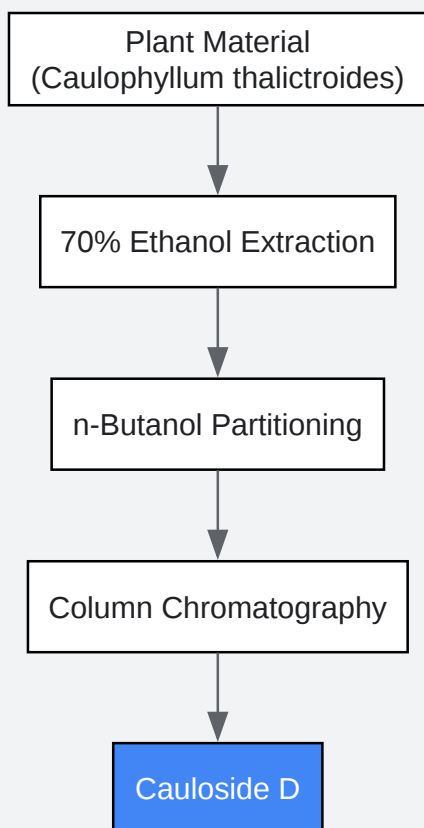 Plant Material
(Caulophyllum thalictroides)
70% Ethanol Extraction
n-Butanol Partitioning
Column Chromatography
Cauloside D